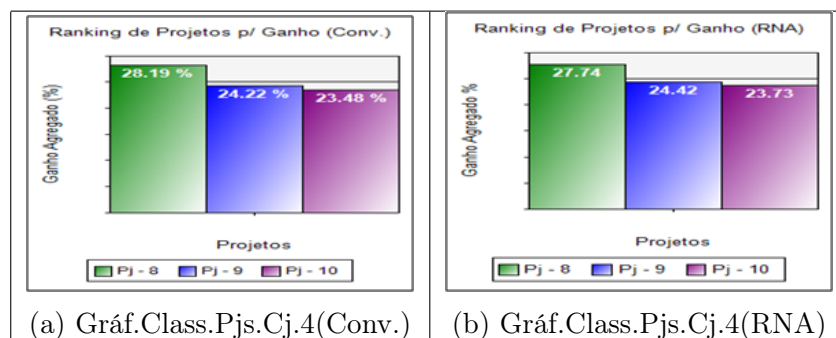 Ranking de Projetos p/ Ganho (Conv.)
Ganho Agregado (%)
28.19 %
24.22 %
23.48 %
Projetos
Pj - 8 Pj - 9 Pj - 10
(a) Gráf.Class.Pjs.Cj.4(Conv.)
Ranking de Projetos p/ Ganho (RNA)
Ganho Agregado %
27.74
24.42
23.73
Projetos
Pj - 8 Pj - 9 Pj - 10
(b) Gráf.Class.Pjs.Cj.4(RNA)